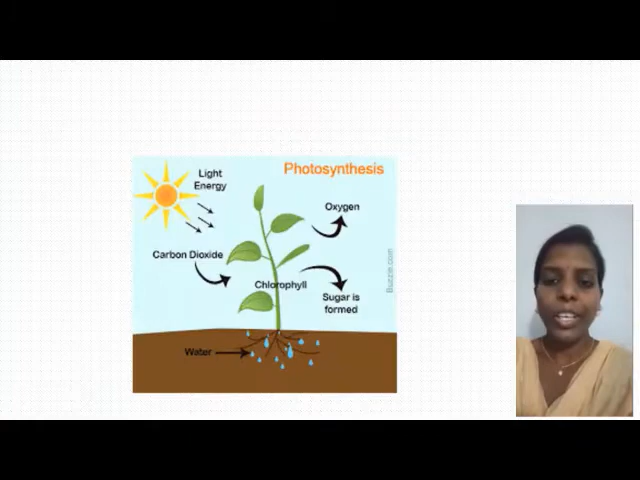 Photosynthesis
Light
Energy
Oxygen
Carbon Dioxide
Chlorophyll
Sugar is
formed
Water
Buzzle.com